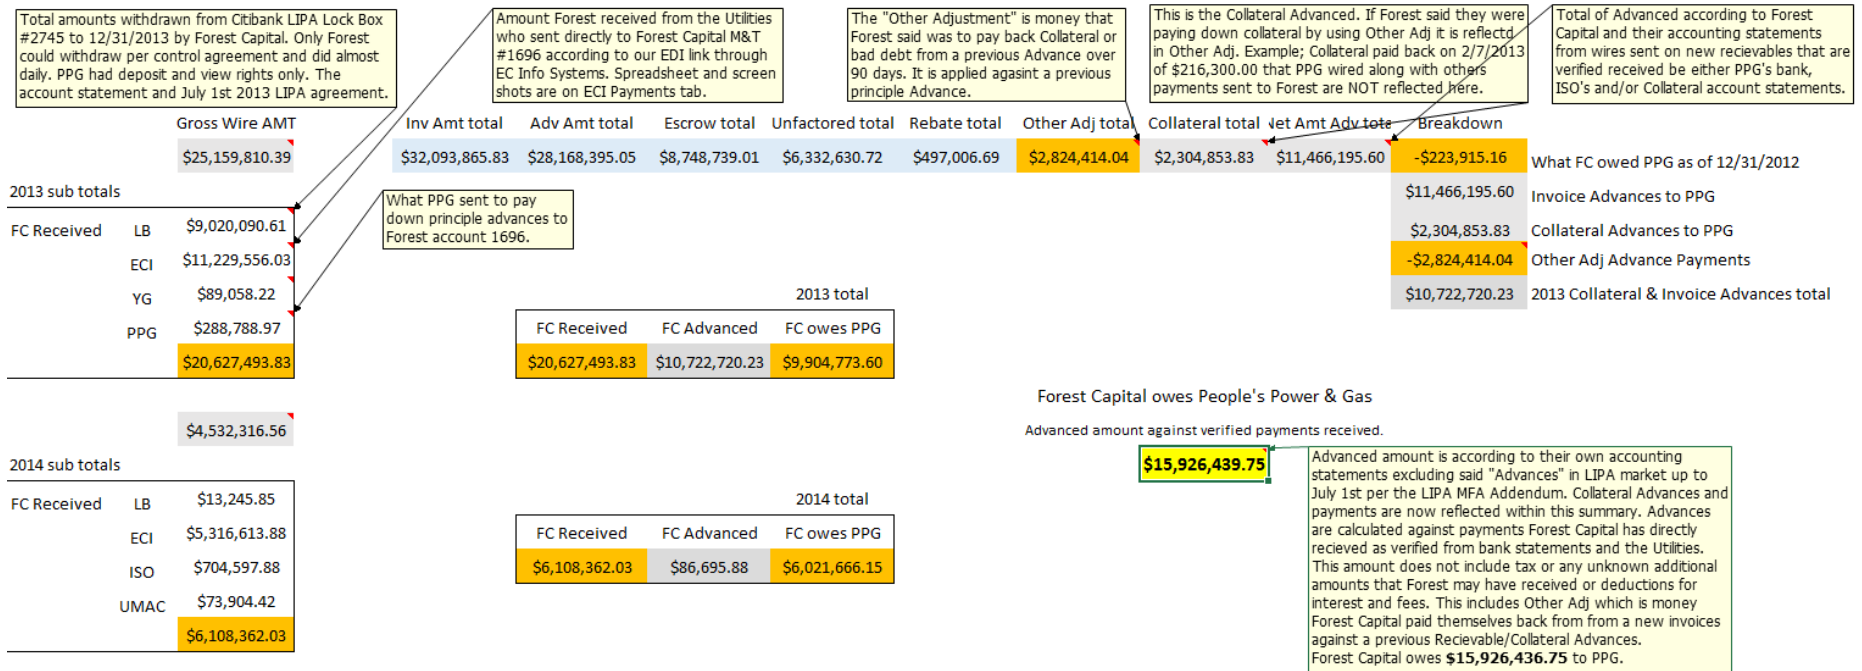 Total amounts withdrawn from Citibank LIPA Lock Box
#2745 to 12/31/2013 by Forest Capital. Only Forest
could withdraw per control agreement and did almost
daily. PPG had deposit and view rights only. The
account statement and July 1st 2013 LIPA agreement.
Amount Forest received from the Utilities
who sent directly to Forest Capital M&T
#1696 according to our EDI link through
EC Info Systems. Spreadsheet and screen
shots are on ECI Payments tab.
The "Other Adjustment" is money that
Forest said was to pay back Collateral or
bad debt from a previous Advance over
90 days. It is applied agasint a previous
principle Advance.
This is the Collateral Advanced. If Forest said they were
paying down collateral by using Other Adj it is reflectd
in Other Adj. Example; Collateral paid back on 2/7/2013
of $216,300.00 that PPG wired along with others
payments sent to Forest are NOT reflected here.
Total of Advanced according to Forest
Capital and their accounting statements
from wires sent on new recievables that are
verified received be either PPG's bank,
ISO's and/or Collateral account statements.
Gross Wire AMT Inv Amt total Adv Amt total Escrow total Unfactored total Rebate total Other Adj total Collateral total Net Amt Adv tota Breakdown
$25,159,810.39 $32,093,865.83 $28,168,395.05 $8,748,739.01 $6,332,630.72 $497,006.69 $2,824,414.04 $2,304,853.83 $11,466,195.60 -$223,915.16 What FC owed PPG as of 12/31/2012
2013 sub totals
$11,466,195.60 Invoice Advances to PPG
What PPG sent to pay
down principle advances to
Forest account 1696.
FC Received LB $9,020,090.61
$2,304,853.83 Collateral Advances to PPG
ECI $11,229,556.03
-$2,824,414.04 Other Adj Advance Payments
YG $89,058.22
$10,722,720.23 2013 Collateral & Invoice Advances total
2013 total
PPG $288,788.97
FC Received FC Advanced FC owes PPG
$20,627,493.83
$20,627,493.83 $10,722,720.23 $9,904,773.60
Forest Capital owes People's Power & Gas
$4,532,316.56
Advanced amount against verified payments received.
$15,926,439.75
2014 sub totals
Advanced amount is according to their own accounting
statements excluding said "Advances" in LIPA market up to
July 1st per the LIPA MFA Addendum. Collateral Advances and
payments are now reflected within this summary. Advances
are calculated against payments Forest Capital has directly
recieved as verified from bank statements and the Utilities.
This amount does not include tax or any unknown additional
amounts that Forest may have received or deductions for
interest and fees. This includes Other Adj which is money
Forest Capital paid themselves back from from a new invoices
against a previous Recievable/Collateral Advances.
Forest Capital owes $15,926,436.75 to PPG.
FC Received LB $13,245.85
2014 total
ECI $5,316,613.88
FC Received FC Advanced FC owes PPG
ISO $704,597.88
$6,108,362.03 $86,695.88 $6,021,666.15
UMAC $73,904.42
$6,108,362.03